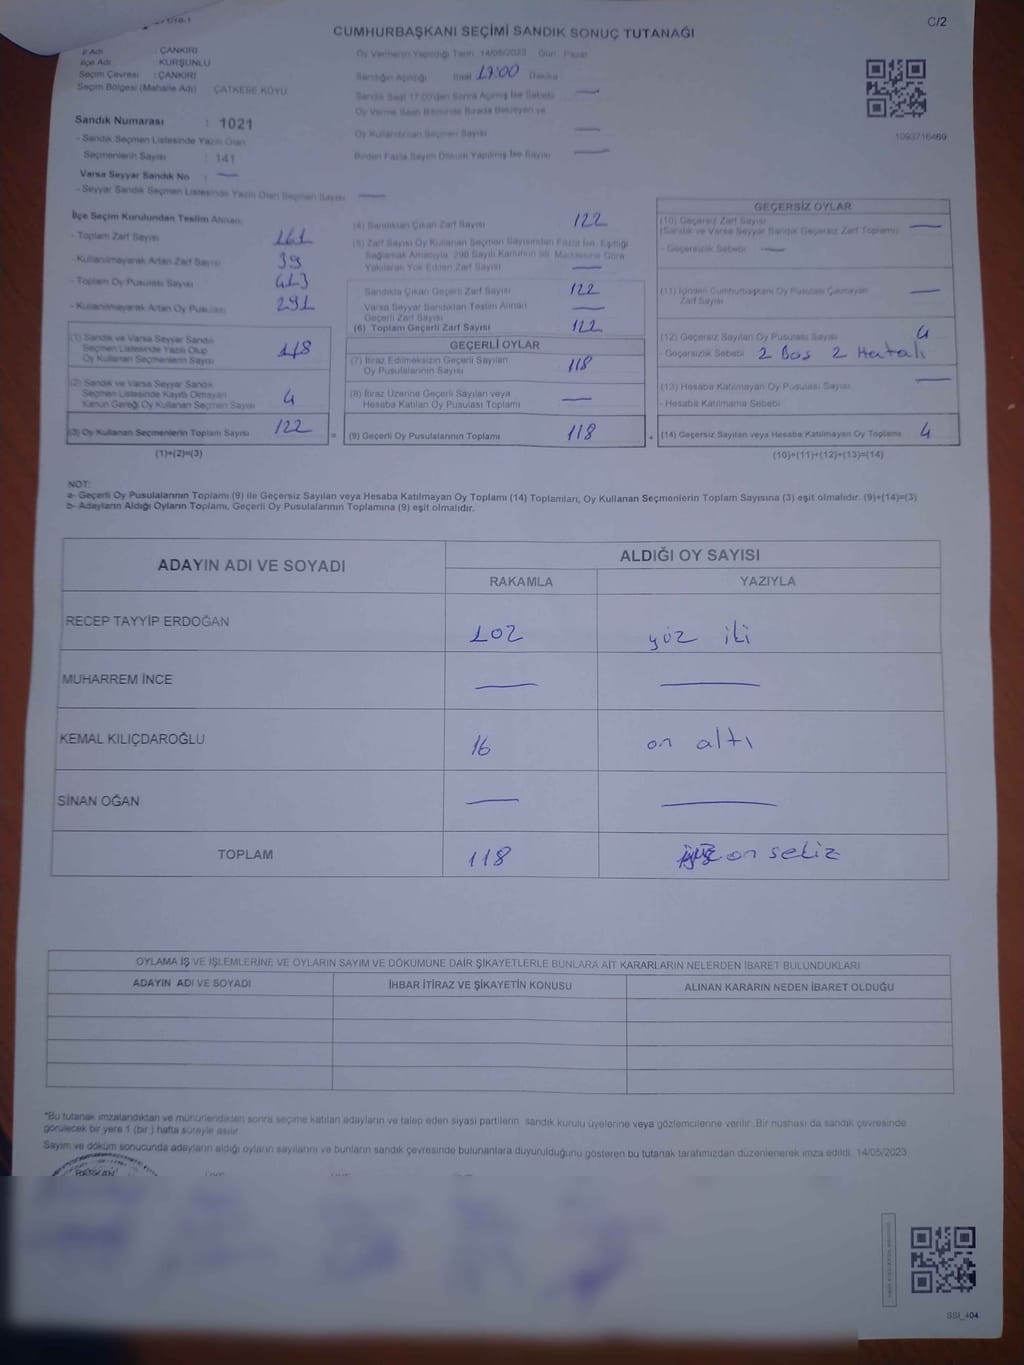 C/2
CUMHURBAŞKANI SEÇİMİ SANDIK SONUÇ TUTANAĞI
İl Adı : ÇANKIRI
İlçe Adı : KURŞUNLU
Seçim Çevresi : ÇANKIRI
Seçim Bölgesi (Mahalle Adı) ÇATKESE KÖYÜ
Oy Vermenin Yapıldığı Tarih 14/05/2023 Gün Pazar
Sandığın Açıldığı Saat 17:00 Dakika
Sandık Saat 17:00'den Sonra Açılmış İse Sebebi —
Oy Verme Saati Bitiminde Sırada Bekleyen ve
Oy Kullandırılan Seçmen Sayısı —
Birden Fazla Sayım Döküm Yapılmış İse Sayısı —
1093716469
Sandık Numarası : 1021
- Sandık Seçmen Listesinde Yazılı Olan
Seçmenlerin Sayısı : 141
Varsa Seyyar Sandık No : —
- Seyyar Sandık Seçmen Listesinde Yazılı Olan Seçmen Sayısı —
İlçe Seçim Kurulundan Teslim Alınan;
- Toplam Zarf Sayısı 161
- Kullanılmayarak Artan Zarf Sayısı 39
- Toplam Oy Pusulası Sayısı 413
- Kullanılmayarak Artan Oy Pusulası 291
(1) Sandık ve Varsa Seyyar Sandık
Seçmen Listesinde Yazılı Olup
Oy Kullanan Seçmenlerin Sayısı 118
(2) Sandık ve Varsa Seyyar Sandık
Seçmen Listesinde Kayıtlı Olmayan
Kanun Gereği Oy Kullanan Seçmen Sayısı 4
(3) Oy Kullanan Seçmenlerin Toplam Sayısı 122
(1)+(2)=(3)
(4) Sandıktan Çıkan Zarf Sayısı 122
(5) Zarf Sayısı Oy Kullanan Seçmen Sayısından Fazla İse, Eşitliği
Sağlamak Amacıyla, 298 Sayılı Kanunun 98. Maddesine Göre
Yakılarak Yok Edilen Zarf Sayısı —
Sandıkta Çıkan Geçerli Zarf Sayısı 122
Varsa Seyyar Sandıktan Teslim Alınan
Geçerli Zarf Sayısı —
(6) Toplam Geçerli Zarf Sayısı 122
GEÇERLİ OYLAR
(7) İtiraz Edilmeksizin Geçerli Sayılan
Oy Pusulalarının Sayısı 118
(8) İtiraz Üzerine Geçerli Sayılan veya
Hesaba Katılan Oy Pusulası Toplamı —
= (9) Geçerli Oy Pusulalarının Toplamı 118
GEÇERSİZ OYLAR
(10) Geçersiz Zarf Sayısı
(Sandık ve Varsa Seyyar Sandık Geçersiz Zarf Toplamı) —
- Geçersizlik Sebebi —
(11) İçinden Cumhurbaşkanı Oy Pusulası Çıkmayan
Zarf Sayısı —
(12) Geçersiz Sayılan Oy Pusulası Sayısı 4
- Geçersizlik Sebebi 2 Bos 2 Hatalı
(13) Hesaba Katılmayan Oy Pusulası Sayısı —
- Hesaba Katılmama Sebebi
+ (14) Geçersiz Sayılan veya Hesaba Katılmayan Oy Toplamı 4
(10)+(11)+(12)+(13)=(14)
NOT:
a- Geçerli Oy Pusulalarının Toplamı (9) ile Geçersiz Sayılan veya Hesaba Katılmayan Oy Toplamı (14) Toplamları, Oy Kullanan Seçmenlerin Toplam Sayısına (3) eşit olmalıdır. (9)+(14)=(3)
b- Adayların Aldığı Oyların Toplamı, Geçerli Oy Pusulalarının Toplamına (9) eşit olmalıdır.
ADAYIN ADI VE SOYADI ALDIĞI OY SAYISI
RAKAMLA YAZIYLA
RECEP TAYYİP ERDOĞAN 102 yüz iki
MUHARREM İNCE — —
KEMAL KILIÇDAROĞLU 16 on altı
SİNAN OĞAN — —
TOPLAM 118 yüz on sekiz
OYLAMA İŞ VE İŞLEMLERİNE VE OYLARIN SAYIM VE DÖKÜMÜNE DAİR ŞİKAYETLERLE BUNLARA AİT KARARLARIN NELERDEN İBARET BULUNDUKLARI
ADAYIN ADI VE SOYADI İHBAR İTİRAZ VE ŞİKAYETİN KONUSU ALINAN KARARIN NEDEN İBARET OLDUĞU
*Bu tutanak imzalandıktan ve mühürlendikten sonra seçime katılan adayların ve talep eden siyasi partilerin sandık kurulu üyelerine veya gözlemcilerine verilir. Bir nüshası da sandık çevresinde
görülecek bir yere 1 (bir) hafta süreyle asılır.
Sayım ve döküm sonucunda adayların aldığı oyların sayılarını ve bunların sandık çevresinde bulunanlara duyurulduğunu gösteren bu tutanak tarafımızdan düzenlenerek imza edildi. 14/05/2023
BAŞKAN
SSI_404